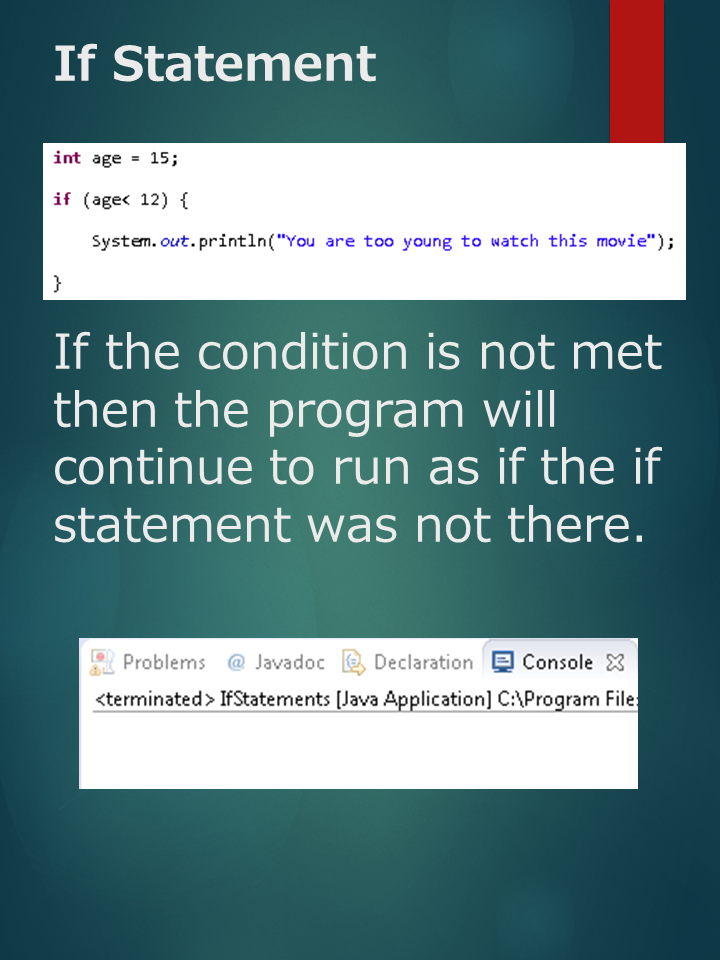 If Statement
int age = 15;
if (age< 12) {
System.out.println("You are too young to watch this movie");
}
If the condition is not met
then the program will
continue to run as if the if
statement was not there.
Problems @ Javadoc Declaration Console
<terminated> IfStatements [Java Application] C:\Program File